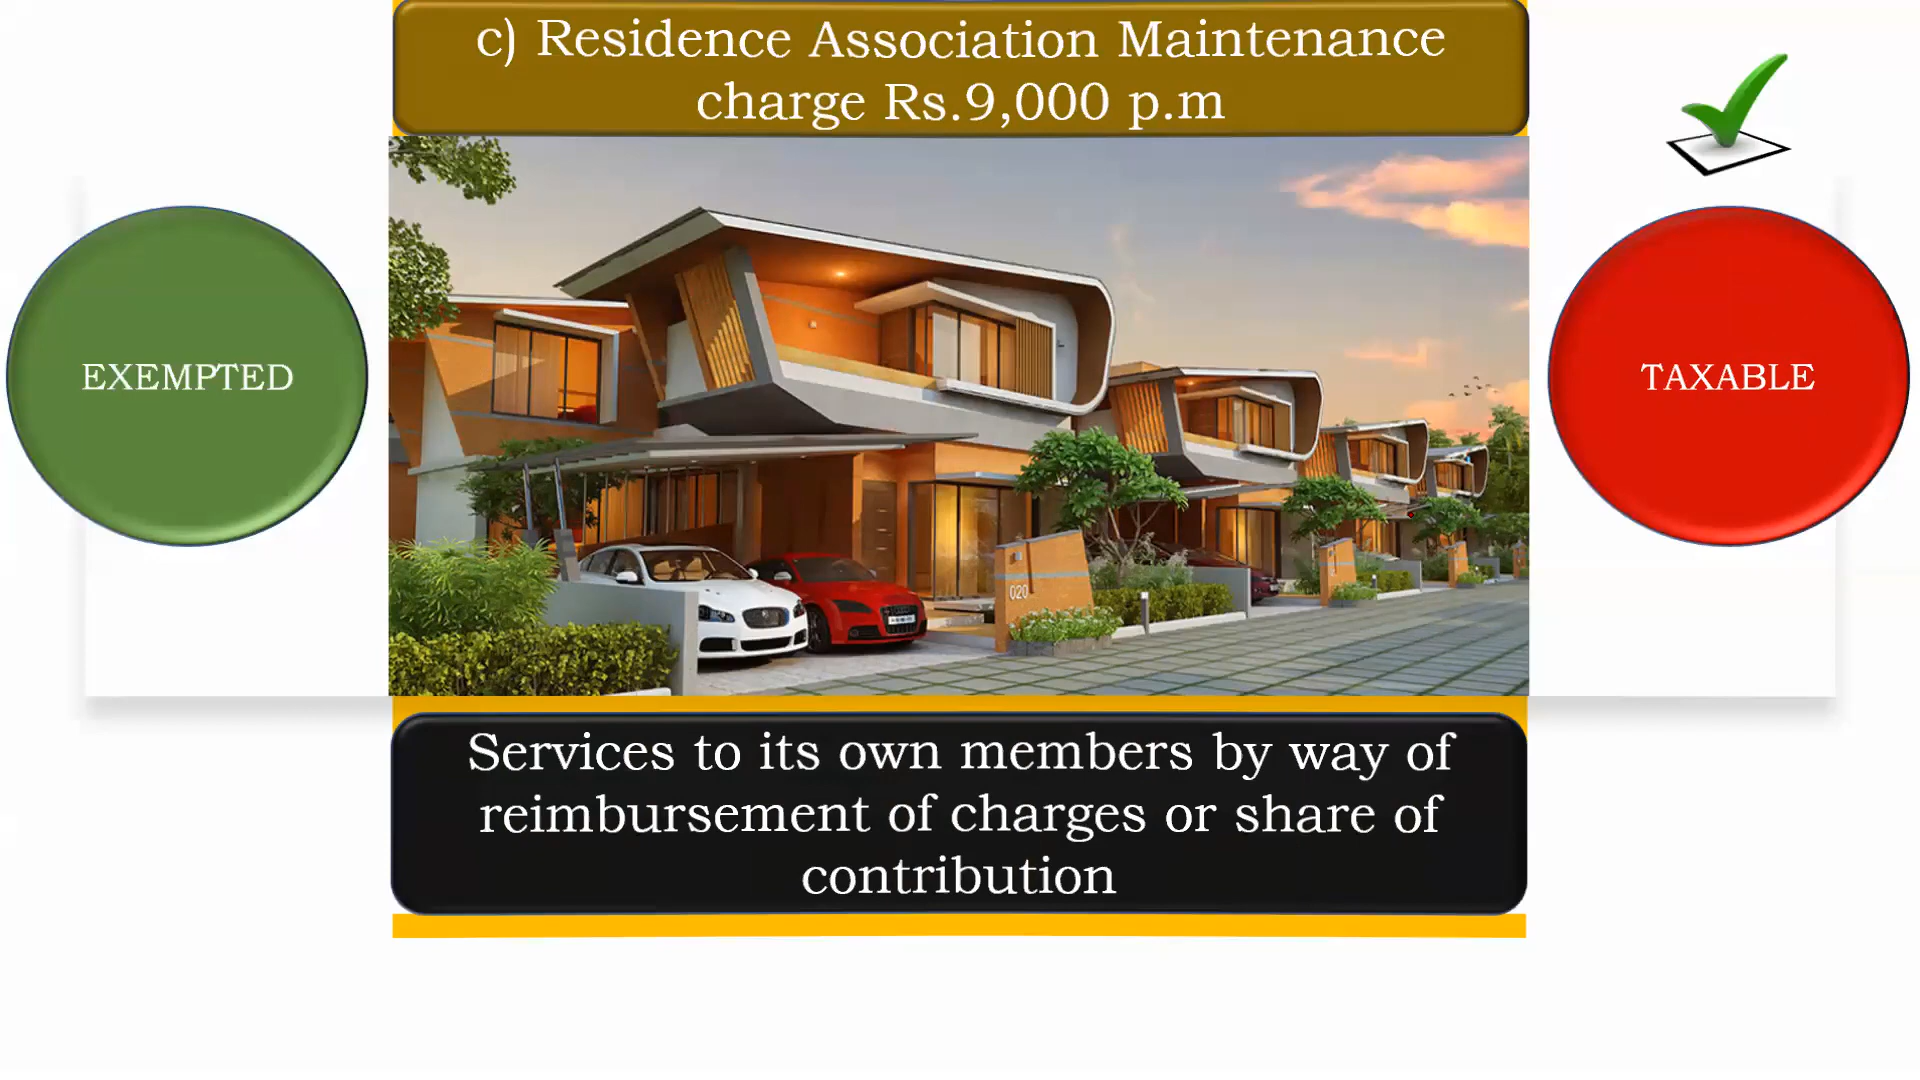 c) Residence Association Maintenance
charge Rs.9,000 p.m
EXEMPTED
TAXABLE
020
Services to its own members by way of
reimbursement of charges or share of
contribution